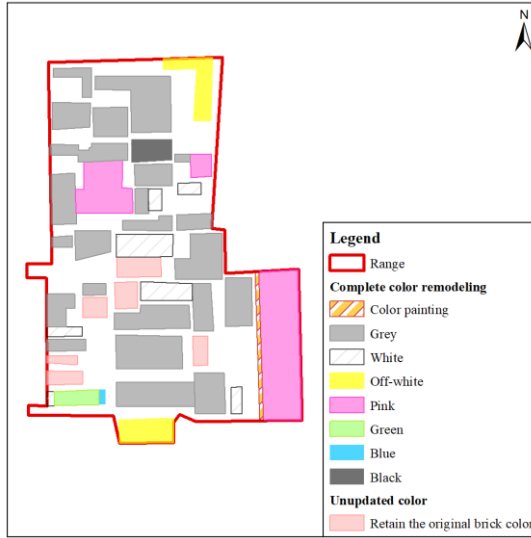 N
Legend
Range
Complete color remodeling
Color painting
Grey
White
Off-white
Pink
Green
Blue
Black
Unupdated color
Retain the original brick color